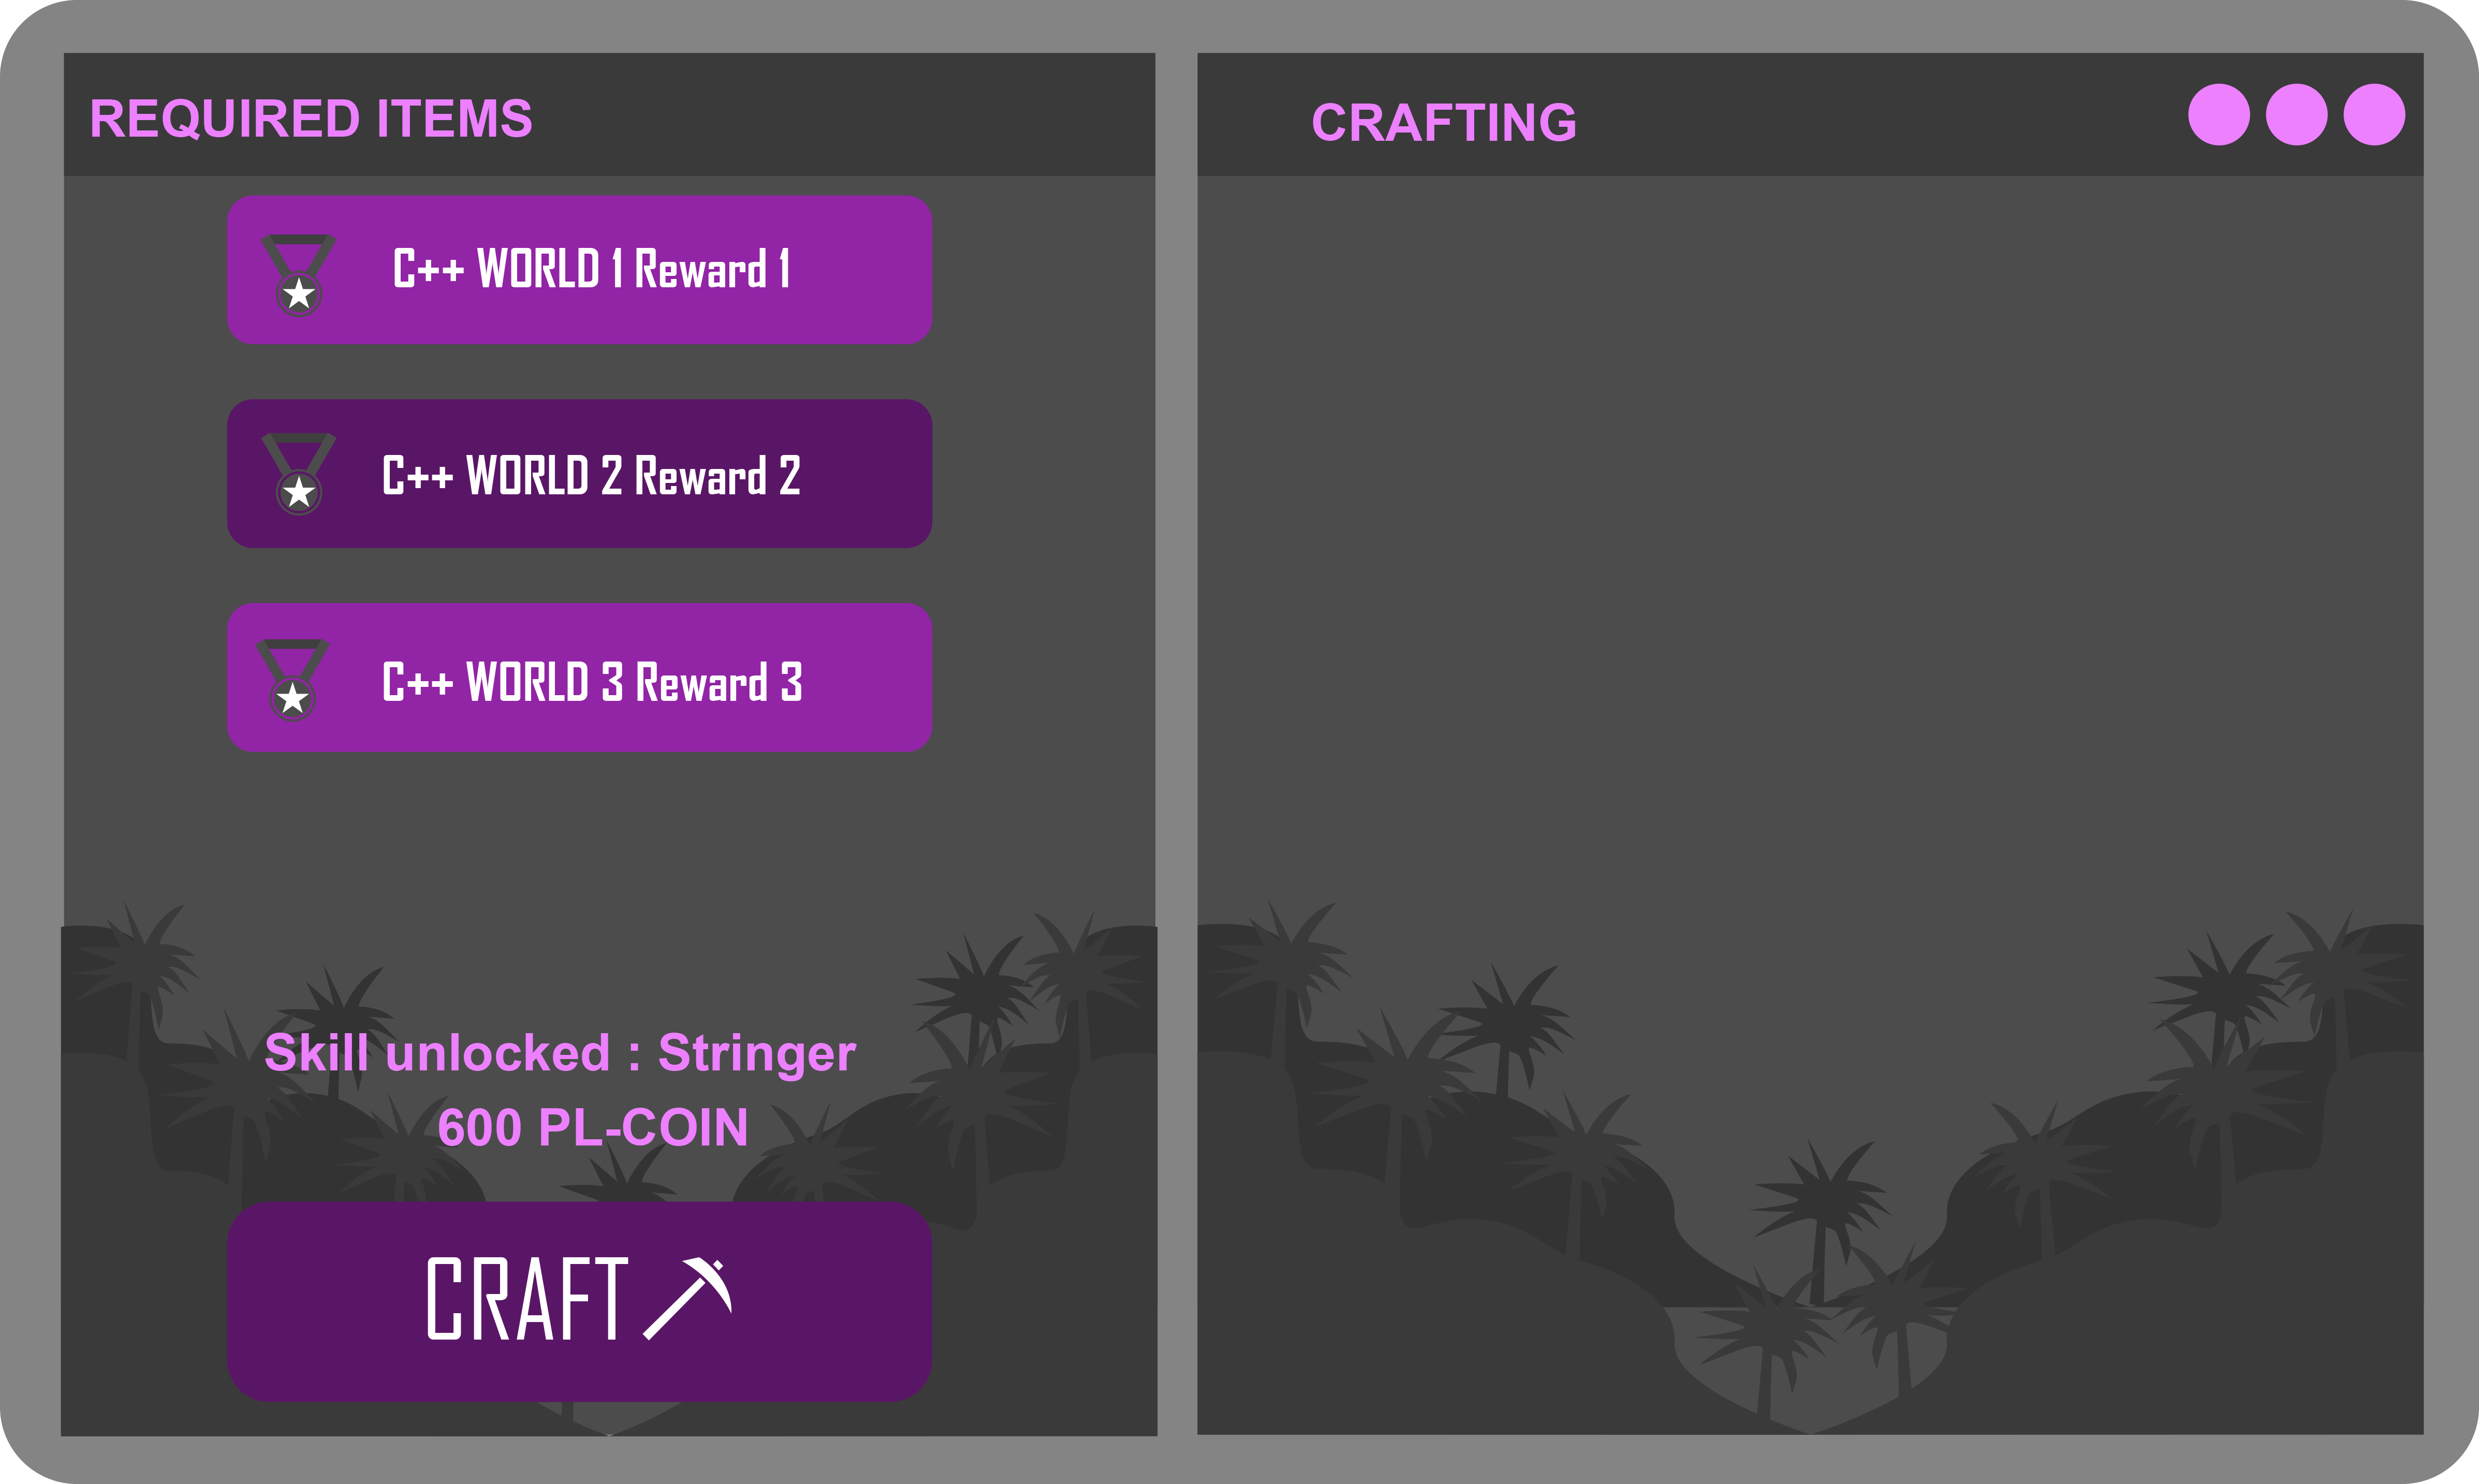 REQUIRED ITEMS
C++ WORLD 1 Reward 1
C++ WORLD 2 Reward 2
C++ WORLD 3 Reward 3
Skill unlocked : Stringer
600 PL-COIN
CRAFT
CRAFTING